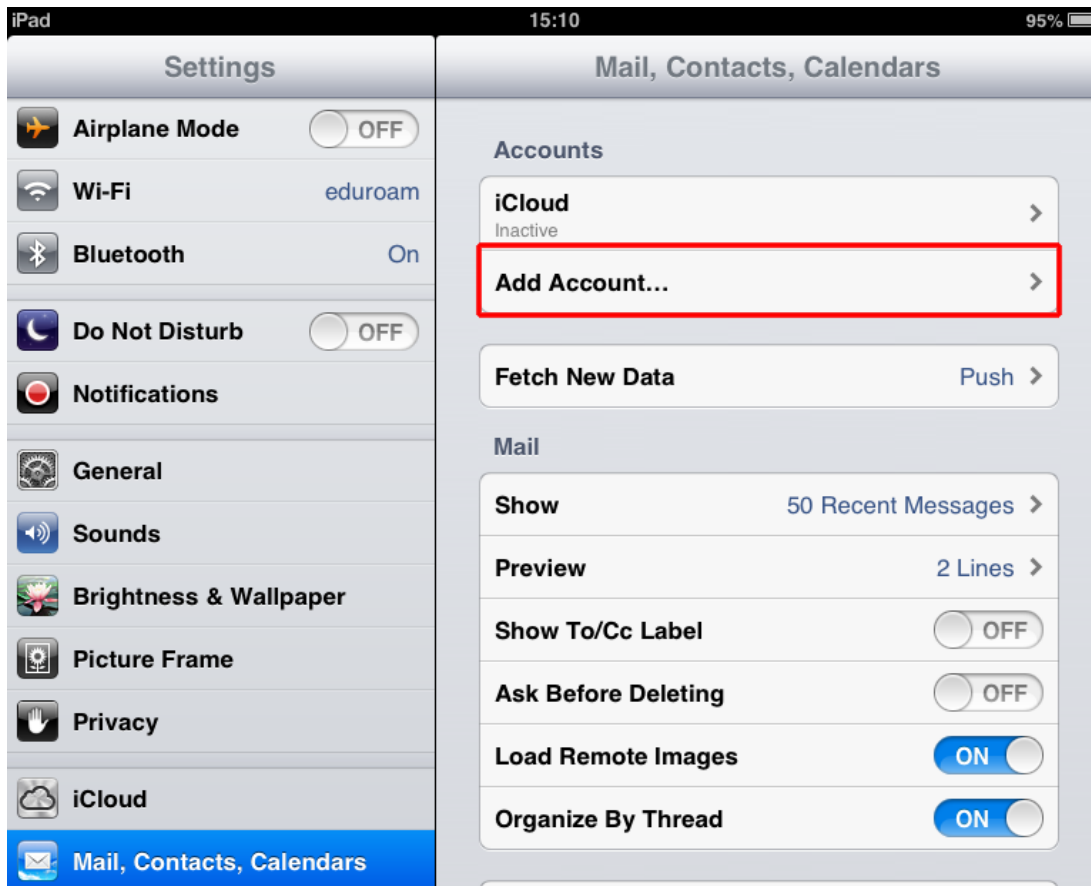 iPad 15:10 95%
Settings
Airplane Mode OFF
Wi-Fi eduroam
Bluetooth On
Do Not Disturb OFF
Notifications
General
Sounds
Brightness & Wallpaper
Picture Frame
Privacy
iCloud
Mail, Contacts, Calendars
Mail, Contacts, Calendars
Accounts
iCloud
Inactive
Add Account...
Fetch New Data Push
Mail
Show 50 Recent Messages
Preview 2 Lines
Show To/Cc Label OFF
Ask Before Deleting OFF
Load Remote Images ON
Organize By Thread ON